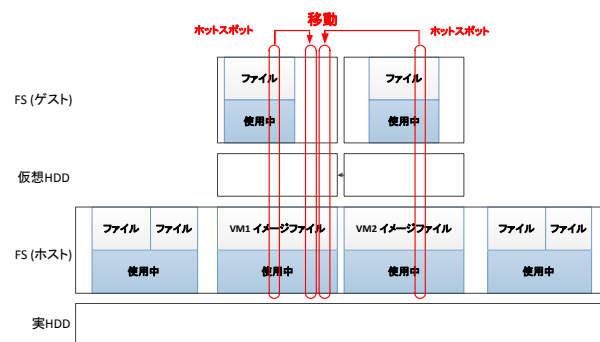 移動
ホットスポット
ホットスポット
FS (ゲスト)
ファイル
使用中
ファイル
使用中
仮想HDD
FS (ホスト)
ファイル
ファイル
VM1 イメージファイル
VM2 イメージファイル
ファイル
ファイル
使用中
使用中
使用中
使用中
実HDD